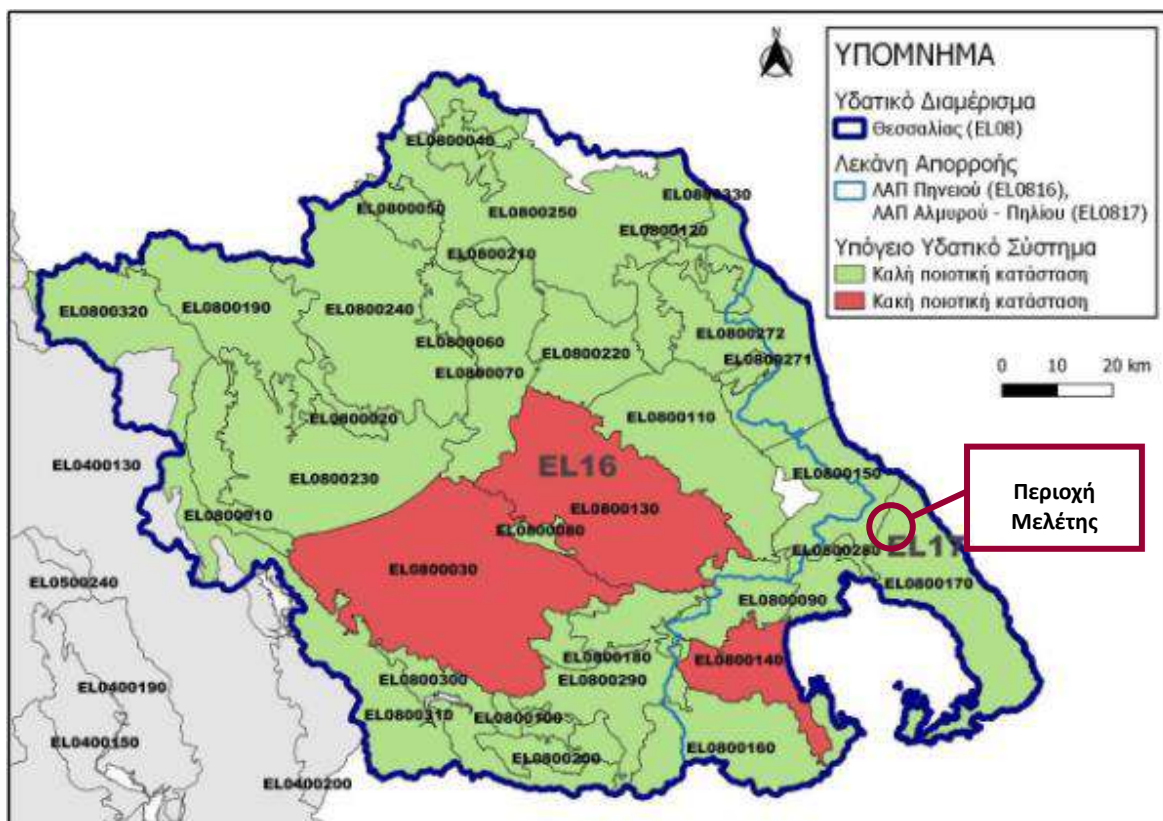 N
ΥΠΟΜΝΗΜΑ
Υδατικό Διαμέρισμα
Θεσσαλίας (EL08)
Λεκάνη Απορροής
ΛΑΠ Πηνειού (EL0816),
ΛΑΠ Αλμυρού - Πηλίου (EL0817)
Υπόγειο Υδατικό Σύστημα
Καλή ποιοτική κατάσταση
Κακή ποιοτική κατάσταση
0 10 20 km
Περιοχή
Μελέτης
EL0800040
EL0800330
EL0800050
EL0800250
EL0800120
EL0800210
EL0800320
EL0800190
EL0800240
EL0800060
EL0800272
EL0800220
EL0800271
EL0800070
EL0800020
EL0800110
EL0400130
EL0800230
EL16
EL0800150
EL0800130
EL0800010
EL0800080
EL0800280
EL17
EL0800030
EL0500240
EL0800170
EL0800090
EL0800180
EL0800140
EL0800300
EL0800290
EL0400190
EL0800310
EL0800100
EL0400150
EL0800200
EL0800160
EL0400200